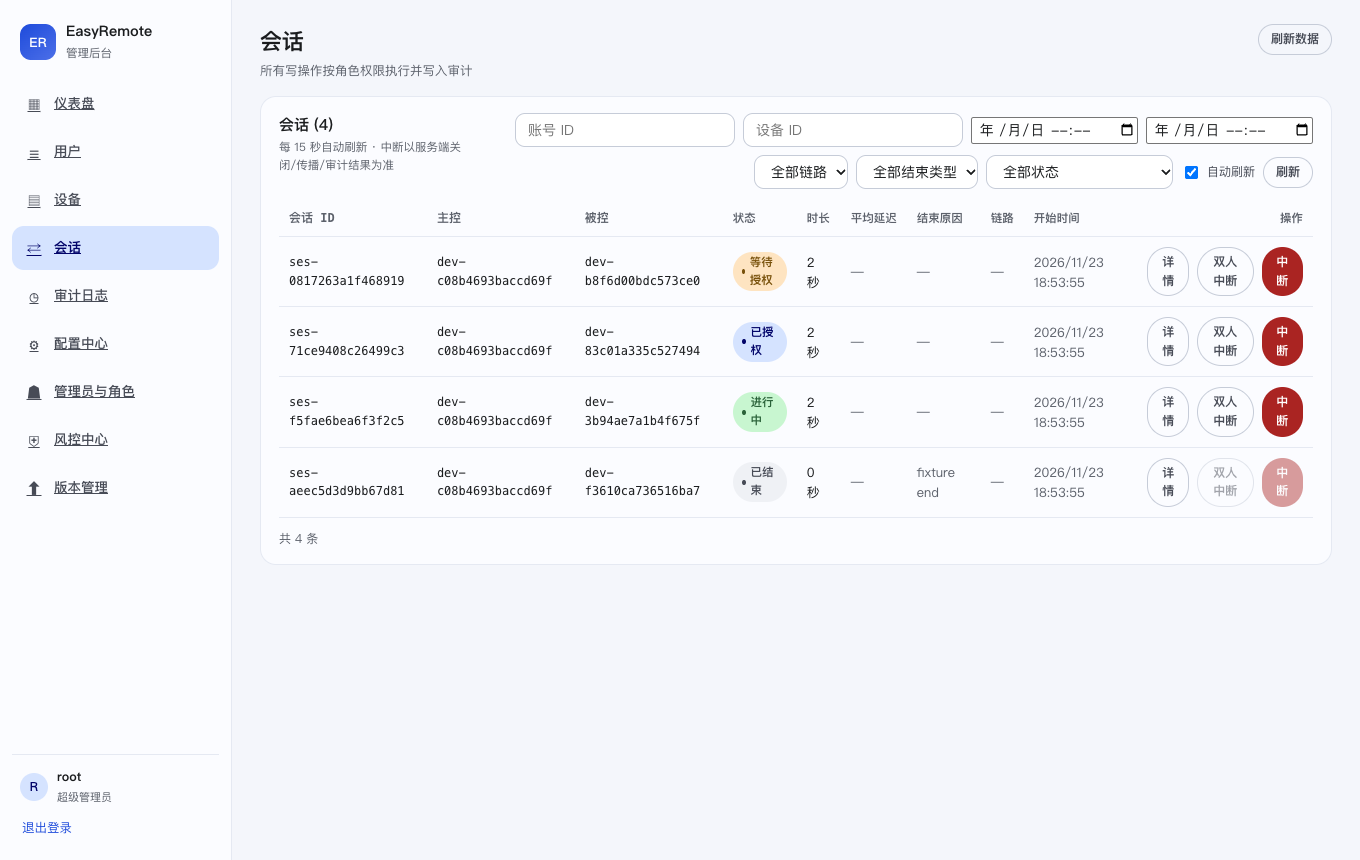 ER
EasyRemote
管理后台
仪表盘
用户
设备
会话
审计日志
配置中心
管理员与角色
风控中心
版本管理
R
root
超级管理员
退出登录
会话
所有写操作按角色权限执行并写入审计
刷新数据
会话 (4)
每 15 秒自动刷新 · 中断以服务端关
闭/传播/审计结果为准
账号 ID
设备 ID
年 /月/日 --:--
年 /月/日 --:--
全部链路
全部结束类型
全部状态
自动刷新
刷新
会话 ID 主控 被控 状态 时长 平均延迟 结束原因 链路 开始时间 操作
ses-
0817263a1f468919
dev-
c08b4693baccd69f
dev-
b8f6d00bdc573ce0
等待
授权
2
秒
—
—
—
2026/11/23
18:53:55
详
情
双人
中断
中
断
ses-
71ce9408c26499c3
dev-
c08b4693baccd69f
dev-
83c01a335c527494
已授
权
2
秒
—
—
—
2026/11/23
18:53:55
详
情
双人
中断
中
断
ses-
f5fae6bea6f3f2c5
dev-
c08b4693baccd69f
dev-
3b94ae7a1b4f675f
进行
中
2
秒
—
—
—
2026/11/23
18:53:55
详
情
双人
中断
中
断
ses-
aeec5d3d9bb67d81
dev-
c08b4693baccd69f
dev-
f3610ca736516ba7
已结
束
0
秒
—
fixture
end
—
2026/11/23
18:53:55
详
情
双人
中断
中
断
共 4 条